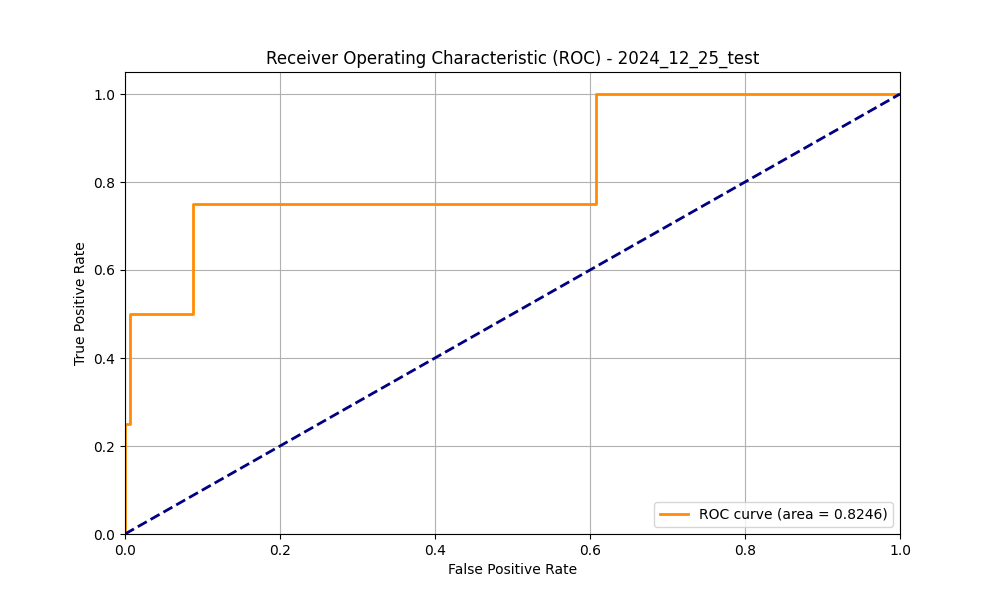 Receiver Operating Characteristic (ROC) - 2024_12_25_test
1.0
0.8
0.6
0.4
0.2
0.0
True Positive Rate
0.0 0.2 0.4 0.6 0.8 1.0
False Positive Rate
ROC curve (area = 0.8246)